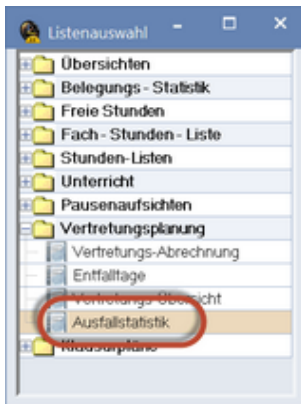 Listenauswahl
Übersichten
Belegungs - Statistik
Freie Stunden
Fach - Stunden - Liste
Stunden-Listen
Unterricht
Pausenaufsichten
Vertretungsplanung
Vertretungs-Abrechnung
Entfalltage
Vertretungs-Übersicht
Ausfallstatistik
Klausurpläne